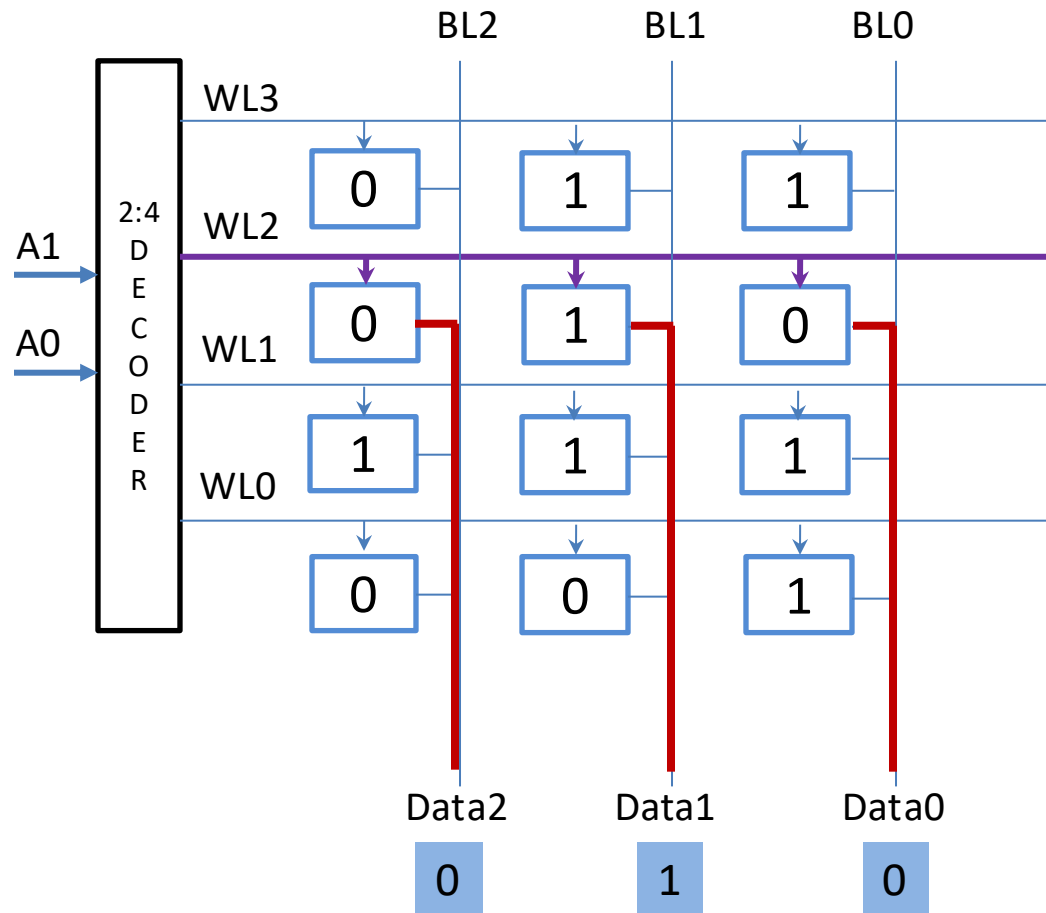 BL2 BL1 BL0
WL3
0 1 1
2:4
D
E
C
O
D
E
R
A1
A0
WL2
0 1 0
WL1
1 1 1
WL0
0 0 1
Data2 Data1 Data0
0 1 0